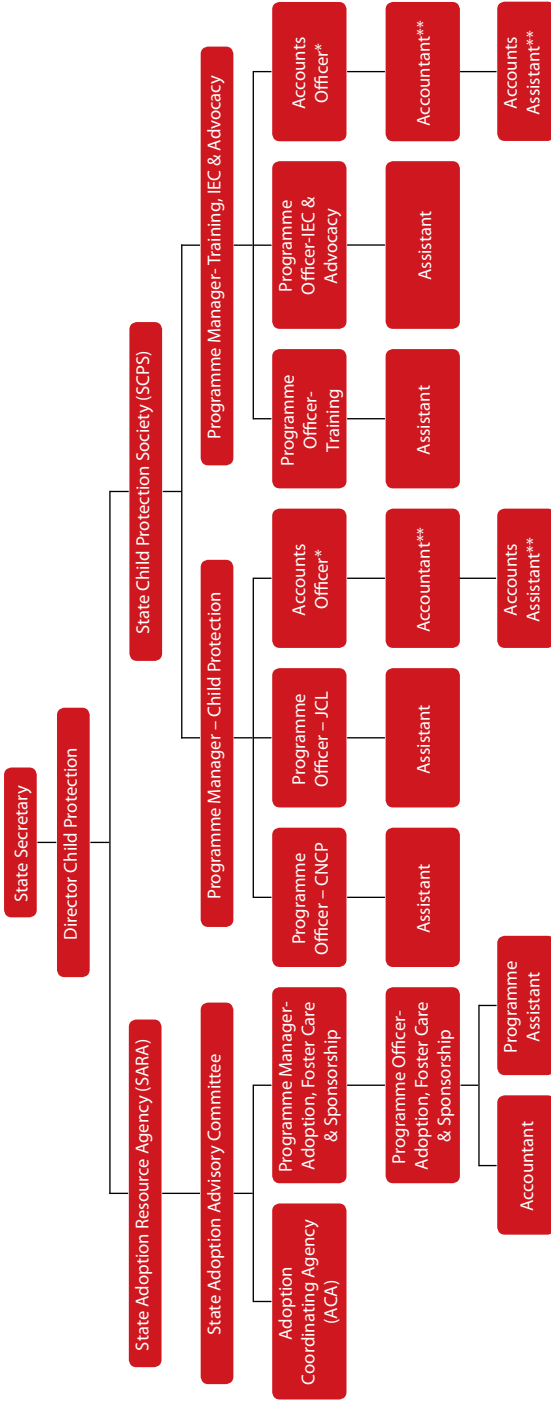 State Secretary
Director Child Protection
State Adoption Resource Agency (SARA)
State Child Protection Society (SCPS)
State Adoption Advisory Committee
Programme Manager – Child Protection
Programme Manager- Training, IEC & Advocacy
Adoption
Coordinating Agency
(ACA)
Programme Manager-
Adoption, Foster Care
& Sponsorship
Programme
Officer – CNCP
Programme
Officer – JCL
Accounts
Officer*
Programme
Officer-
Training
Programme
Officer-IEC &
Advocacy
Accounts
Officer*
Programme Officer-
Adoption, Foster Care
& Sponsorship
Assistant
Assistant
Accountant**
Assistant
Assistant
Accountant**
Accountant
Programme
Assistant
Accounts
Assistant**
Accounts
Assistant**